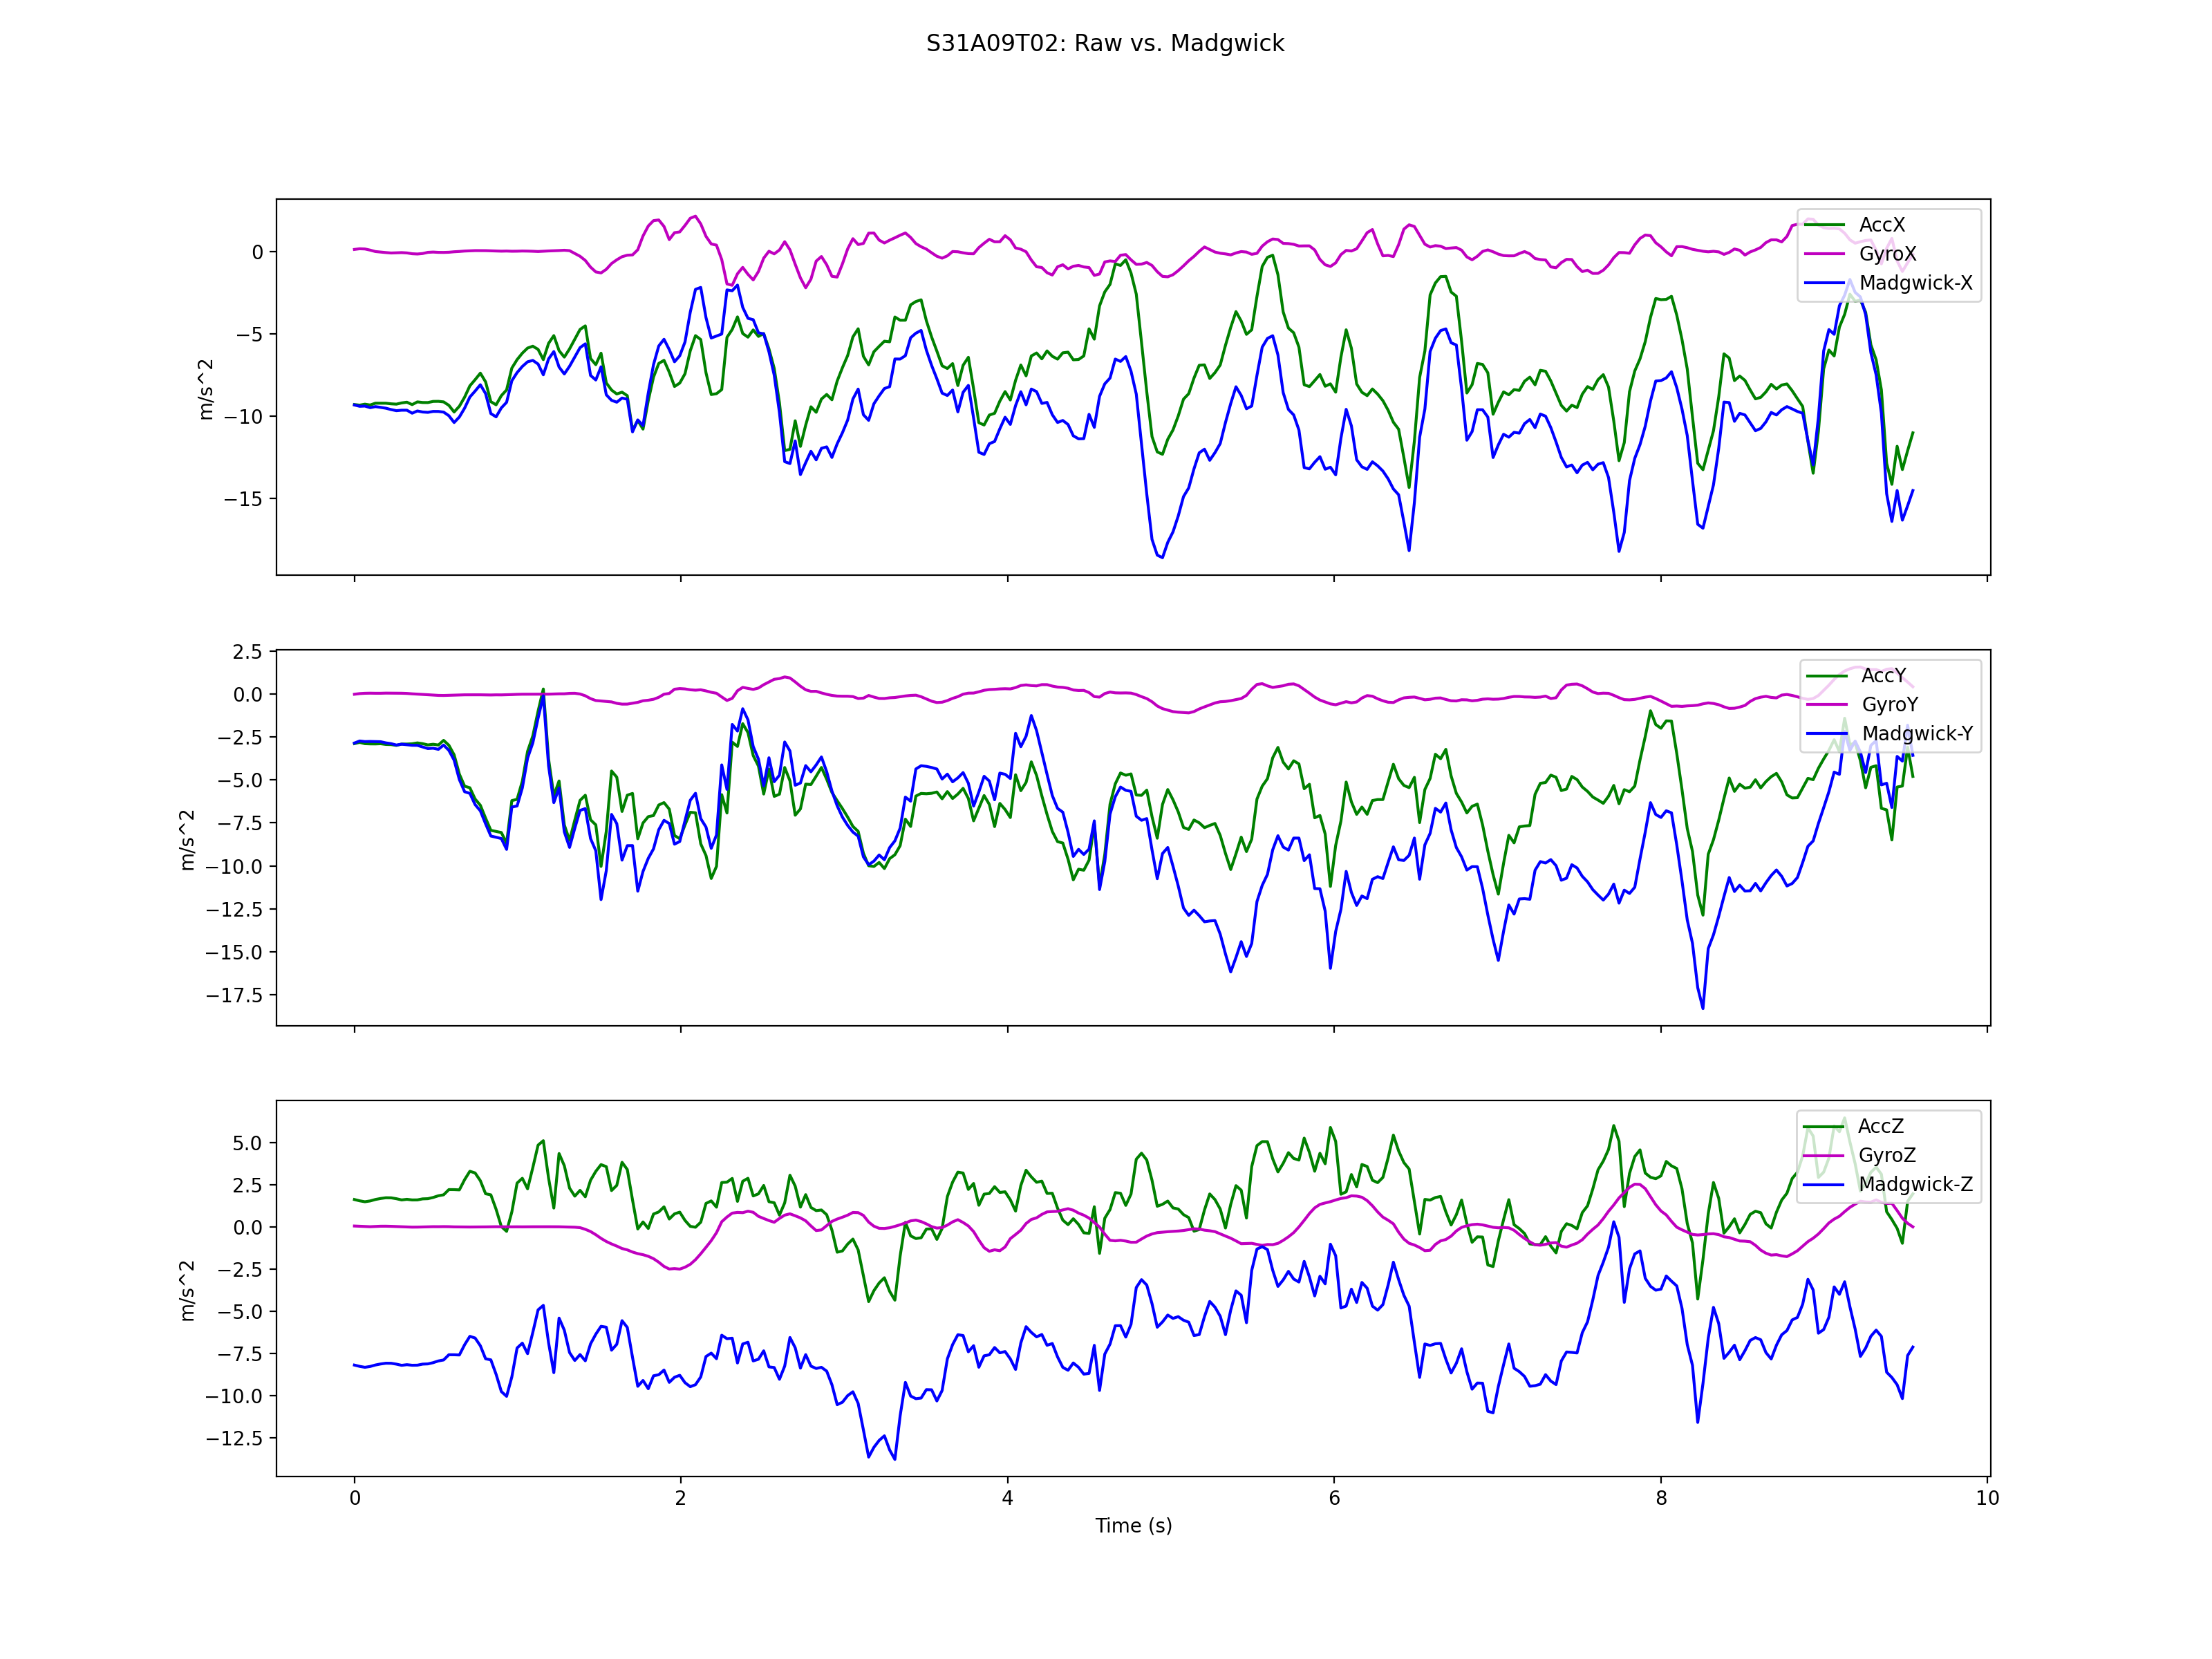 S31A09T02: Raw vs. Madgwick
AccX
GyroX
Madgwick-X
0
−5
−10
−15
m/s^2
AccY
GyroY
Madgwick-Y
2.5
0.0
−2.5
−5.0
−7.5
−10.0
−12.5
−15.0
−17.5
m/s^2
AccZ
GyroZ
Madgwick-Z
5.0
2.5
0.0
−2.5
−5.0
−7.5
−10.0
−12.5
m/s^2
0 2 4 6 8 10
Time (s)